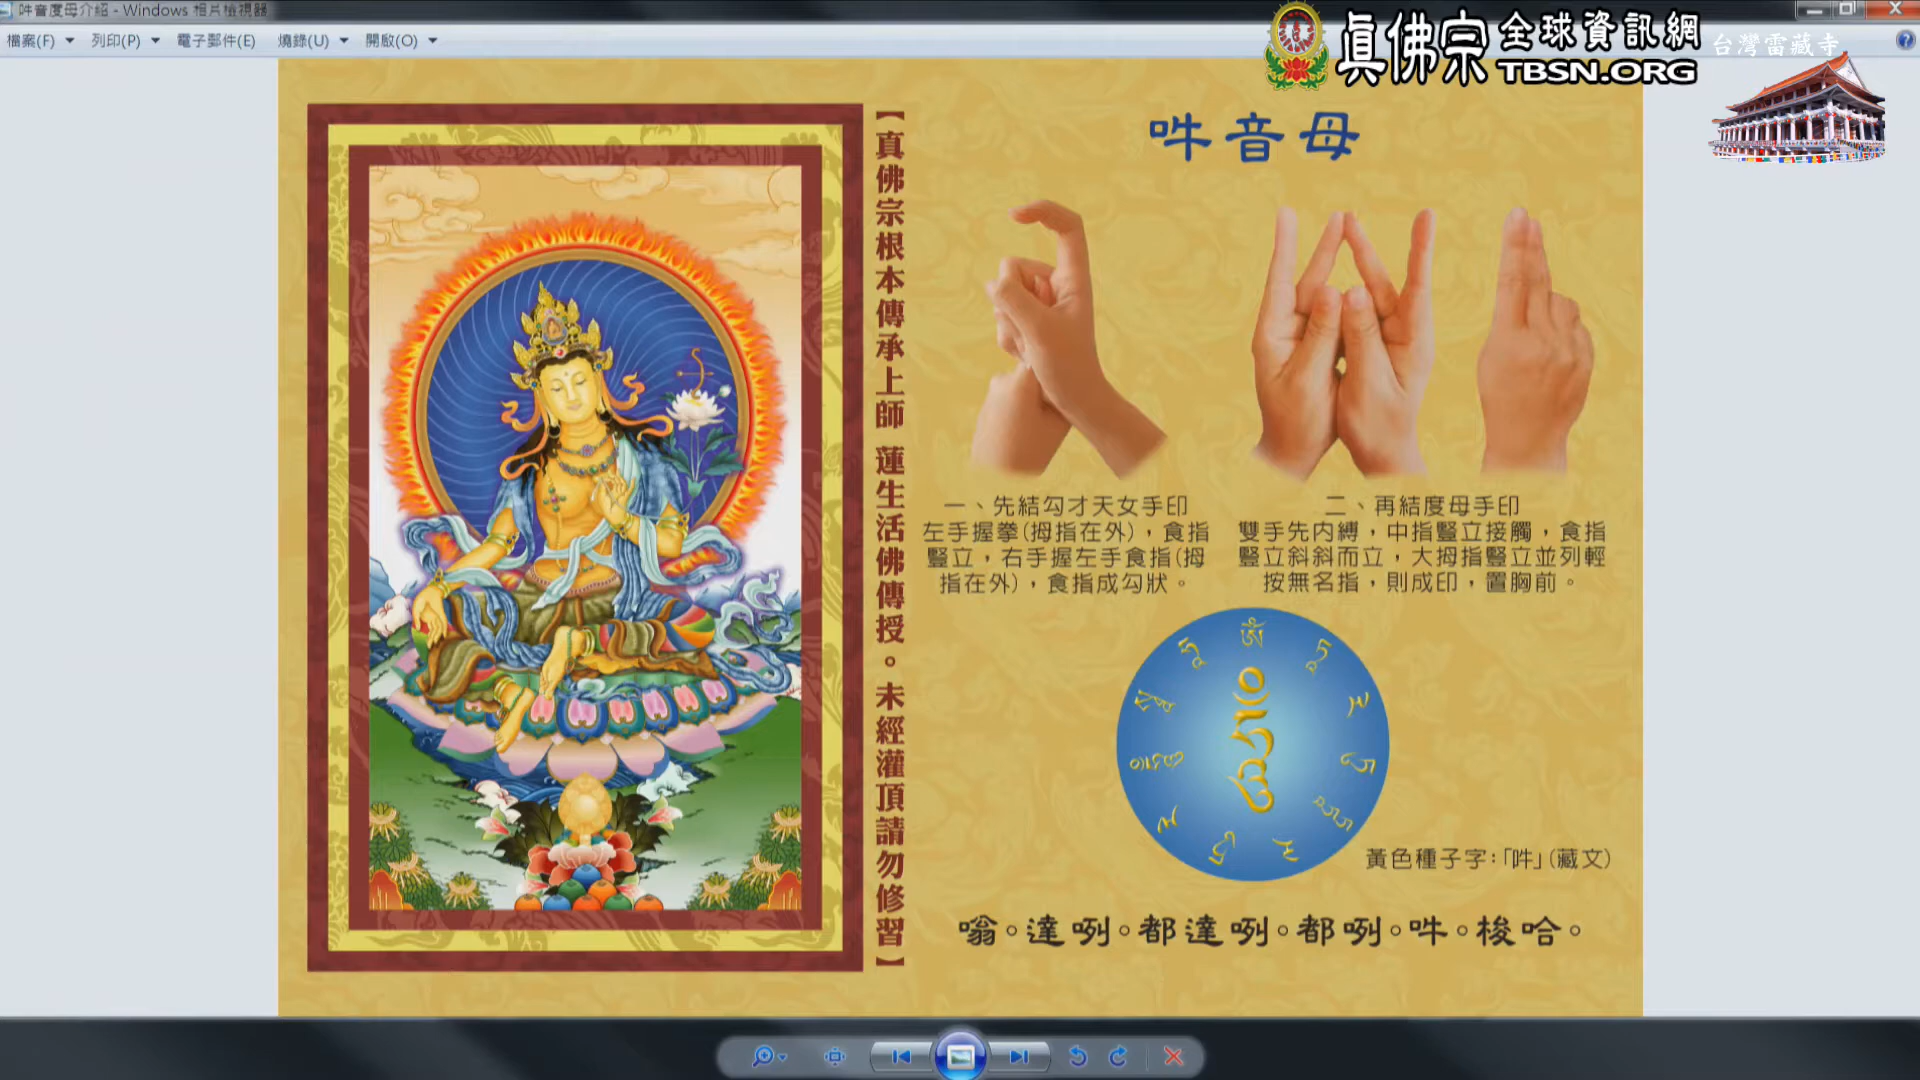 吽音度母介紹 - Windows 相片檢視器
檔案(F) 列印(P) 電子郵件(E) 燒錄(U) 開啟(O)
真佛宗 全球資訊網
TBSN.ORG
台灣雷藏寺
【真佛宗根本傳承上師 蓮生活佛傳授。未經灌頂請勿修習】
吽音母
一、先結勾才天女手印
左手握拳(拇指在外)，食指
豎立，右手握左手食指(拇
指在外)，食指成勾狀。
二、再結度母手印
雙手先內縛，中指豎立接觸，食指
豎立斜斜而立，大拇指豎立並列輕
按無名指，則成印，置胸前。
黃色種子字：「吽」(藏文)
嗡。達咧。都達咧。都咧。吽。梭哈。